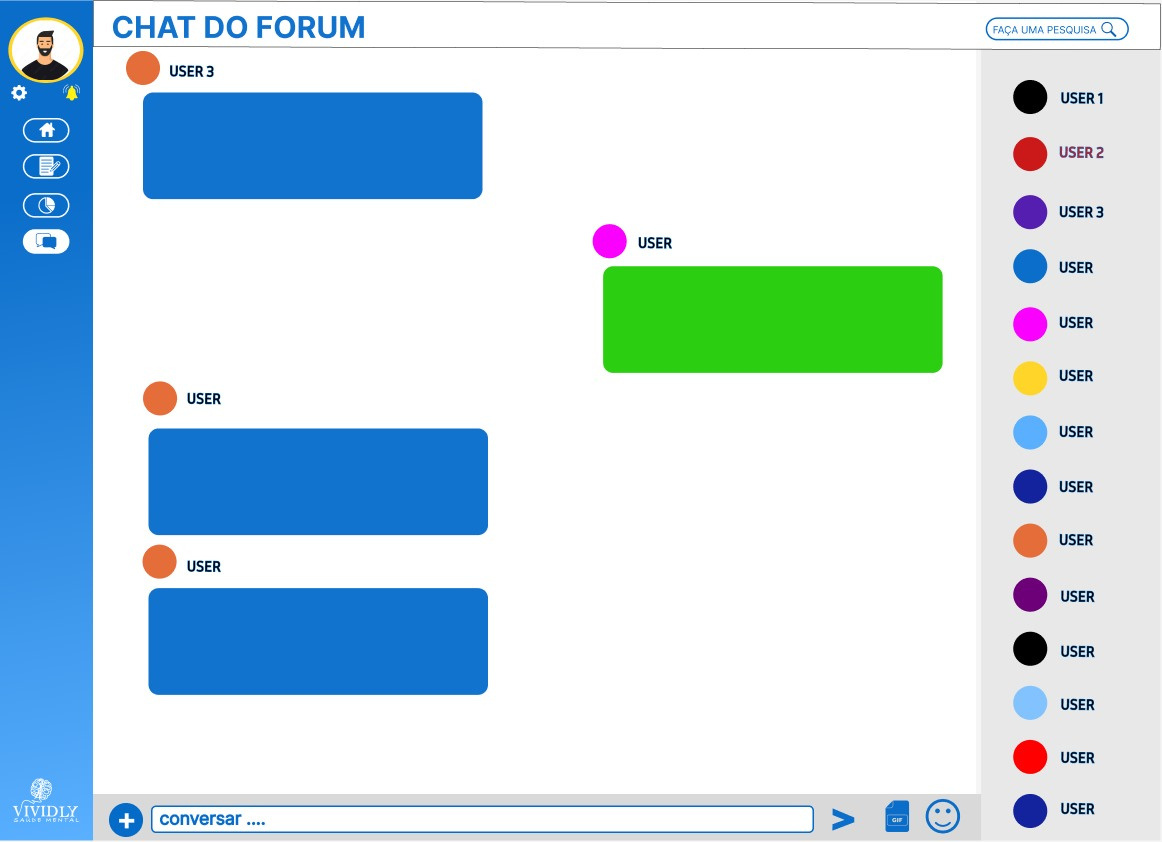 CHAT DO FORUM
FAÇA UMA PESQUISA
USER 3
USER
USER
USER
USER 1
USER 2
USER 3
USER
USER
USER
USER
USER
USER
USER
USER
USER
USER
USER
VIVIDLY
SAÚDE MENTAL
conversar ....
GIF